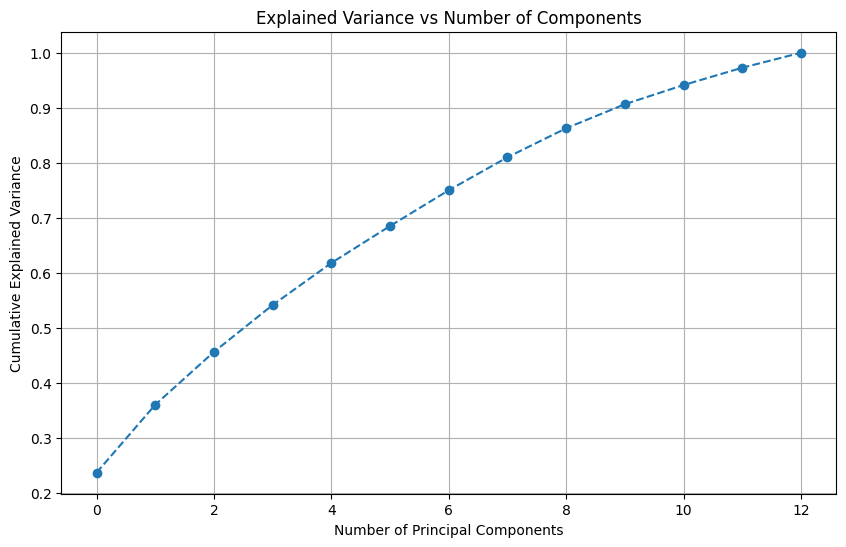 Explained Variance vs Number of Components
Cumulative Explained Variance
1.0
0.9
0.8
0.7
0.6
0.5
0.4
0.3
0.2
0 2 4 6 8 10 12
Number of Principal Components